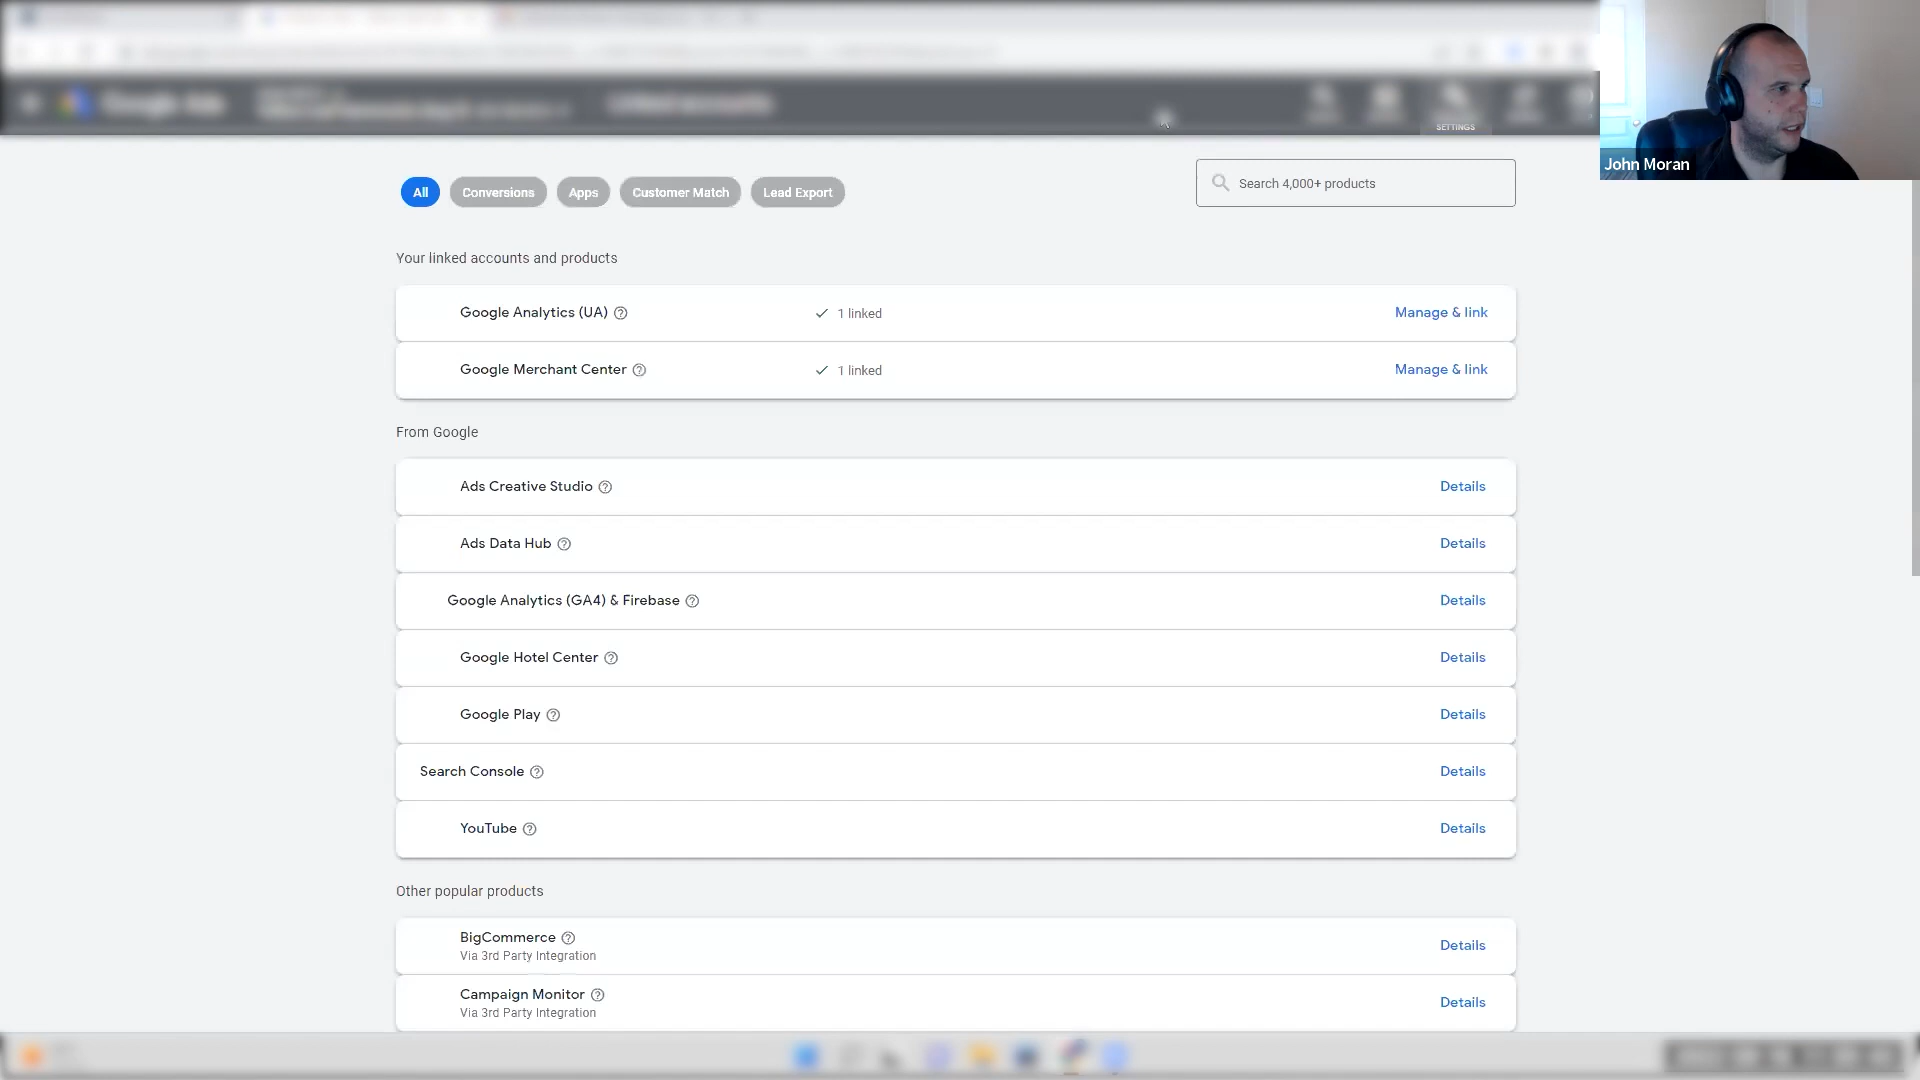 Google Ads
Linked accounts
SETTINGS
John Moran
All
Conversions
Apps
Customer Match
Lead Export
Search 4,000+ products
Your linked accounts and products
Google Analytics (UA)
1 linked
Manage & link
Google Merchant Center
1 linked
Manage & link
From Google
Ads Creative Studio
Details
Ads Data Hub
Details
Google Analytics (GA4) & Firebase
Details
Google Hotel Center
Details
Google Play
Details
Search Console
Details
YouTube
Details
Other popular products
BigCommerce
Via 3rd Party Integration
Details
Campaign Monitor
Via 3rd Party Integration
Details